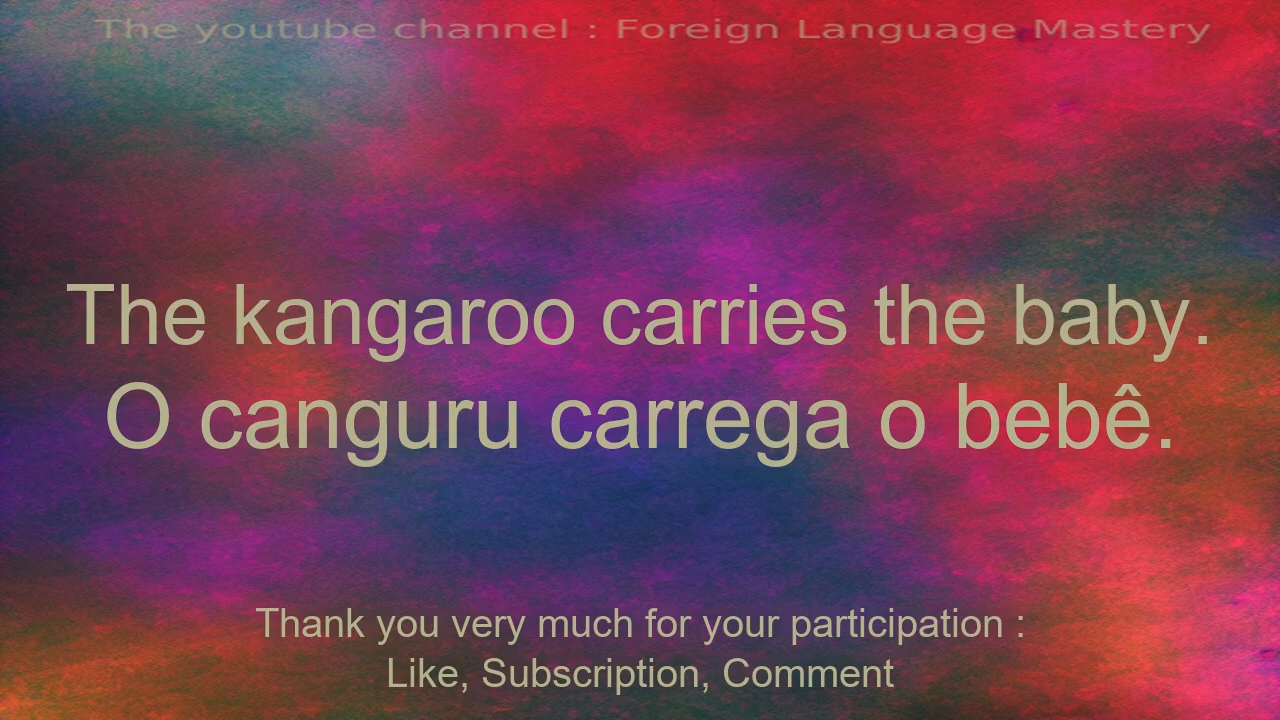 The youtube channel : Foreign Language Mastery
The kangaroo carries the baby.
O canguru carrega o bebê.
Thank you very much for your participation :
Like, Subscription, Comment